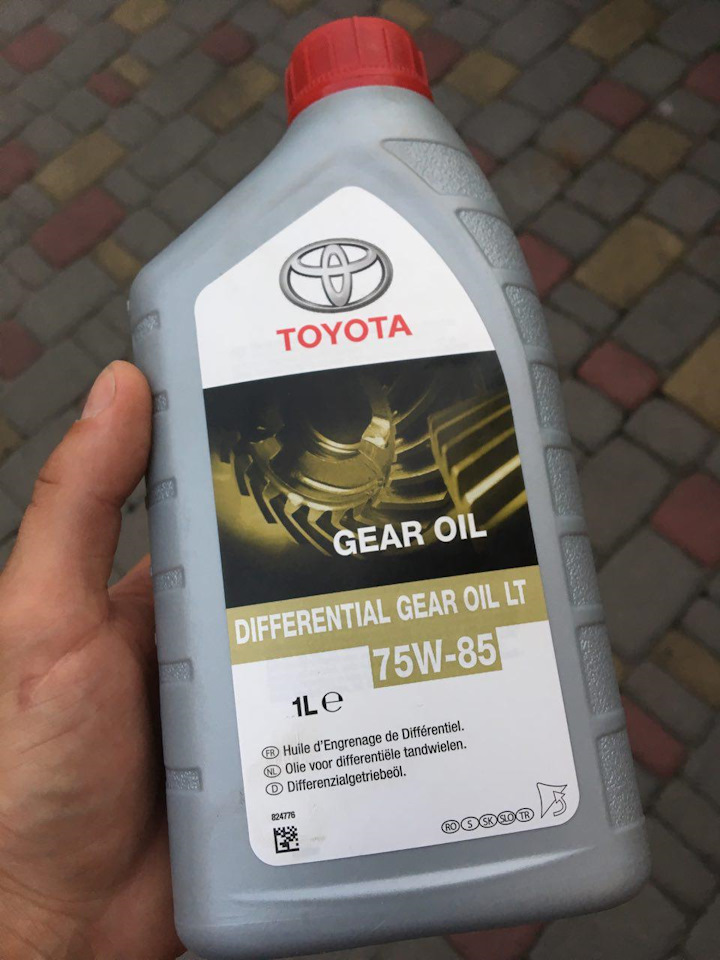 TOYOTA
GEAR OIL
DIFFERENTIAL GEAR OIL LT
75W-85
1L e
FR Huile d'Engrenage de Différentiel.
NL Olie voor differentiële tandwielen.
D Differenzialgetriebeöl.
824776
RO S SK SLO TR